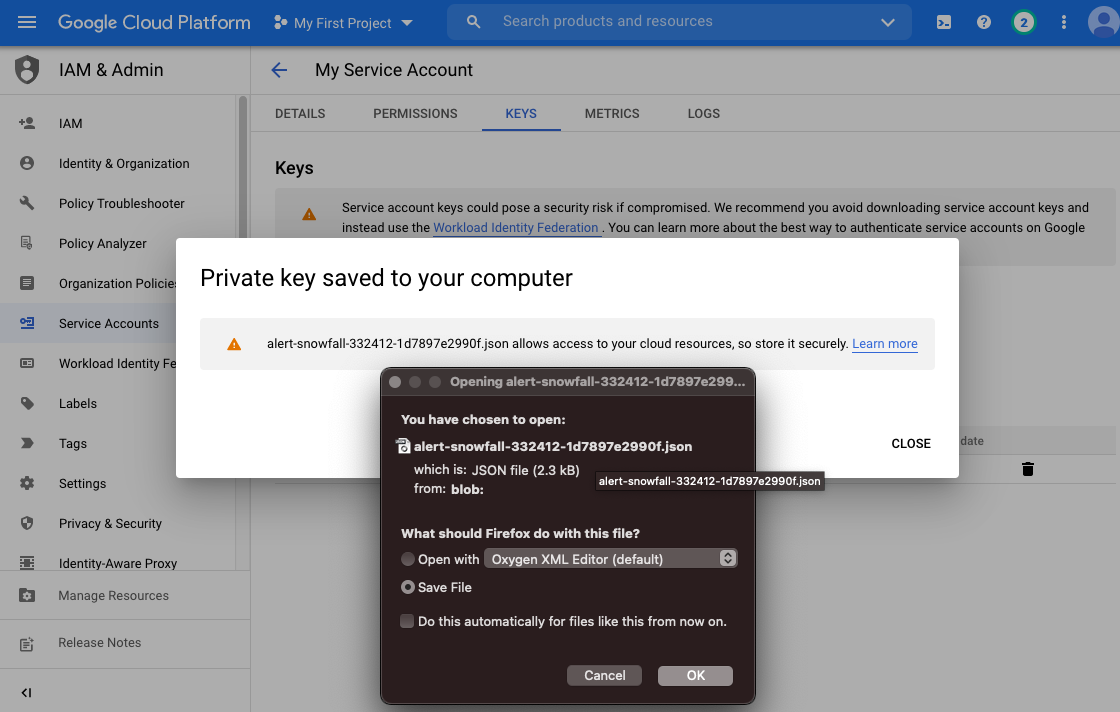 Google Cloud Platform
My First Project
Search products and resources
2
IAM & Admin
My Service Account
DETAILS
PERMISSIONS
KEYS
METRICS
LOGS
IAM
Identity & Organization
Policy Troubleshooter
Policy Analyzer
Organization Policies
Service Accounts
Workload Identity Fe
Labels
Tags
Settings
Privacy & Security
Identity-Aware Proxy
Manage Resources
Release Notes
Keys
Service account keys could pose a security risk if compromised. We recommend you avoid downloading service account keys and
instead use the Workload Identity Federation . You can learn more about the best way to authenticate service accounts on Google
Private key saved to your computer
alert-snowfall-332412-1d7897e2990f.json allows access to your cloud resources, so store it securely. Learn more
CLOSE
date
Opening alert-snowfall-332412-1d7897e299...
You have chosen to open:
alert-snowfall-332412-1d7897e2990f.json
which is: JSON file (2.3 kB)
from: blob:
alert-snowfall-332412-1d7897e2990f.json
What should Firefox do with this file?
Open with Oxygen XML Editor (default)
Save File
Do this automatically for files like this from now on.
Cancel
OK